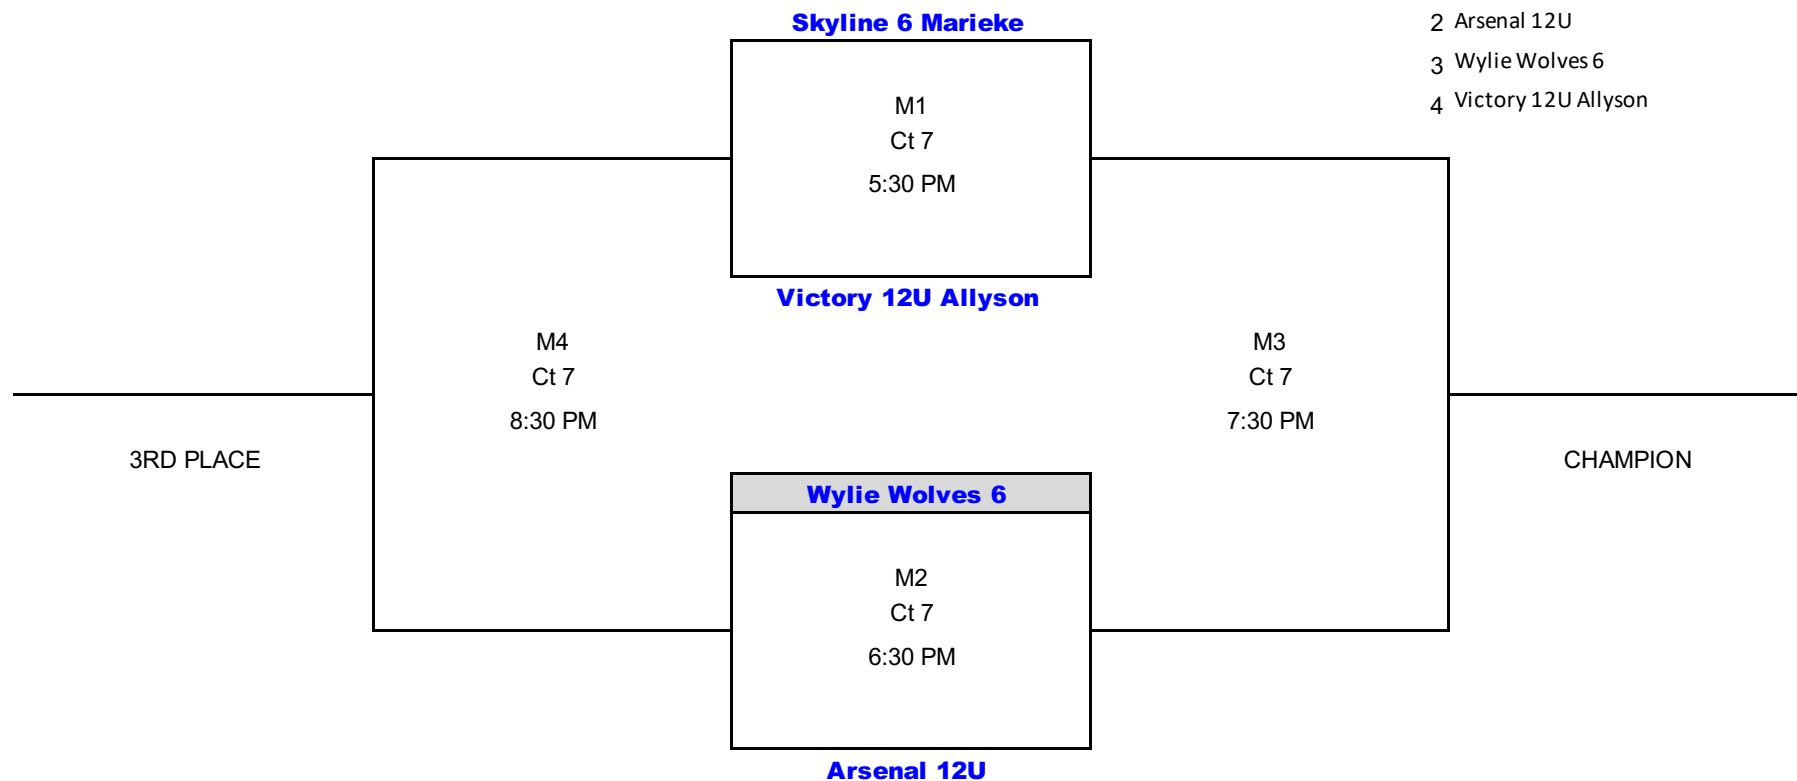 Skyline 6 Marieke
2 Arsenal 12U
3 Wylie Wolves 6
4 Victory 12U Allyson
M1
Ct 7
5:30 PM
Victory 12U Allyson
M4
Ct 7
8:30 PM
M3
Ct 7
7:30 PM
3RD PLACE
CHAMPION
Wylie Wolves 6
M2
Ct 7
6:30 PM
Arsenal 12U